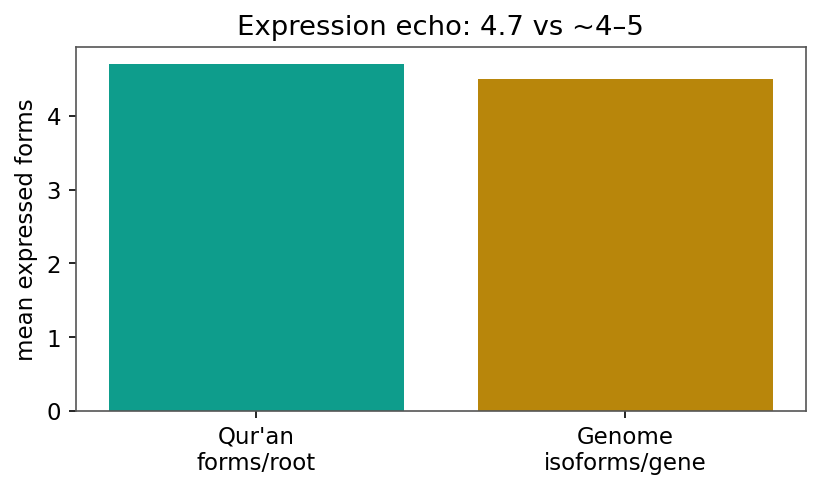 Expression echo: 4.7 vs ~4–5
mean expressed forms
4
3
2
1
0
Qur'an
forms/root
Genome
isoforms/gene